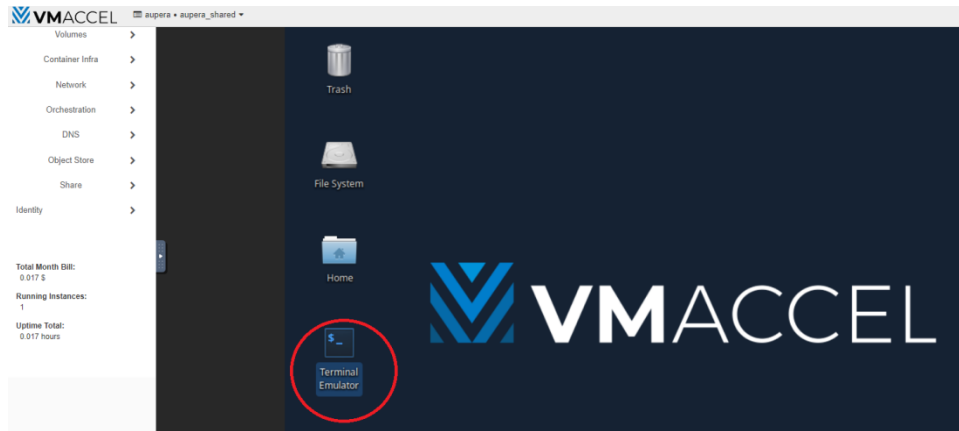 VMACCEL
aupera • aupera_shared
Volumes
Container Infra
Network
Orchestration
DNS
Object Store
Share
Identity
Total Month Bill:
0.017 $
Running Instances:
1
Uptime Total:
0.017 hours
Trash
File System
Home
$_
Terminal
Emulator
VMACCEL